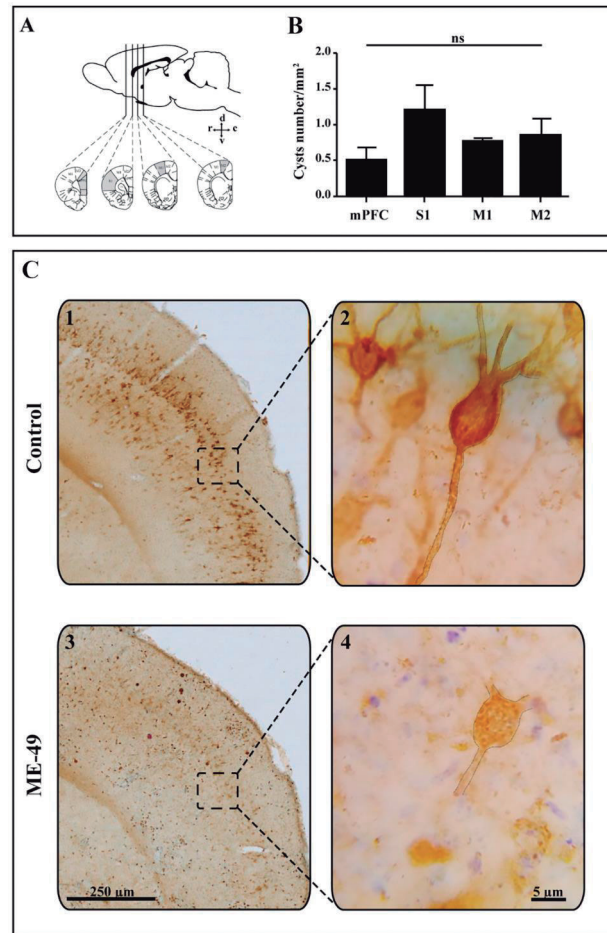 A
d
r c
v
B
ns
Cysts number/mm²
2.0
1.5
1.0
0.5
0.0
mPFC S1 M1 M2
C
Control
1
2
ME-49
3
4
250 µm
5 µm